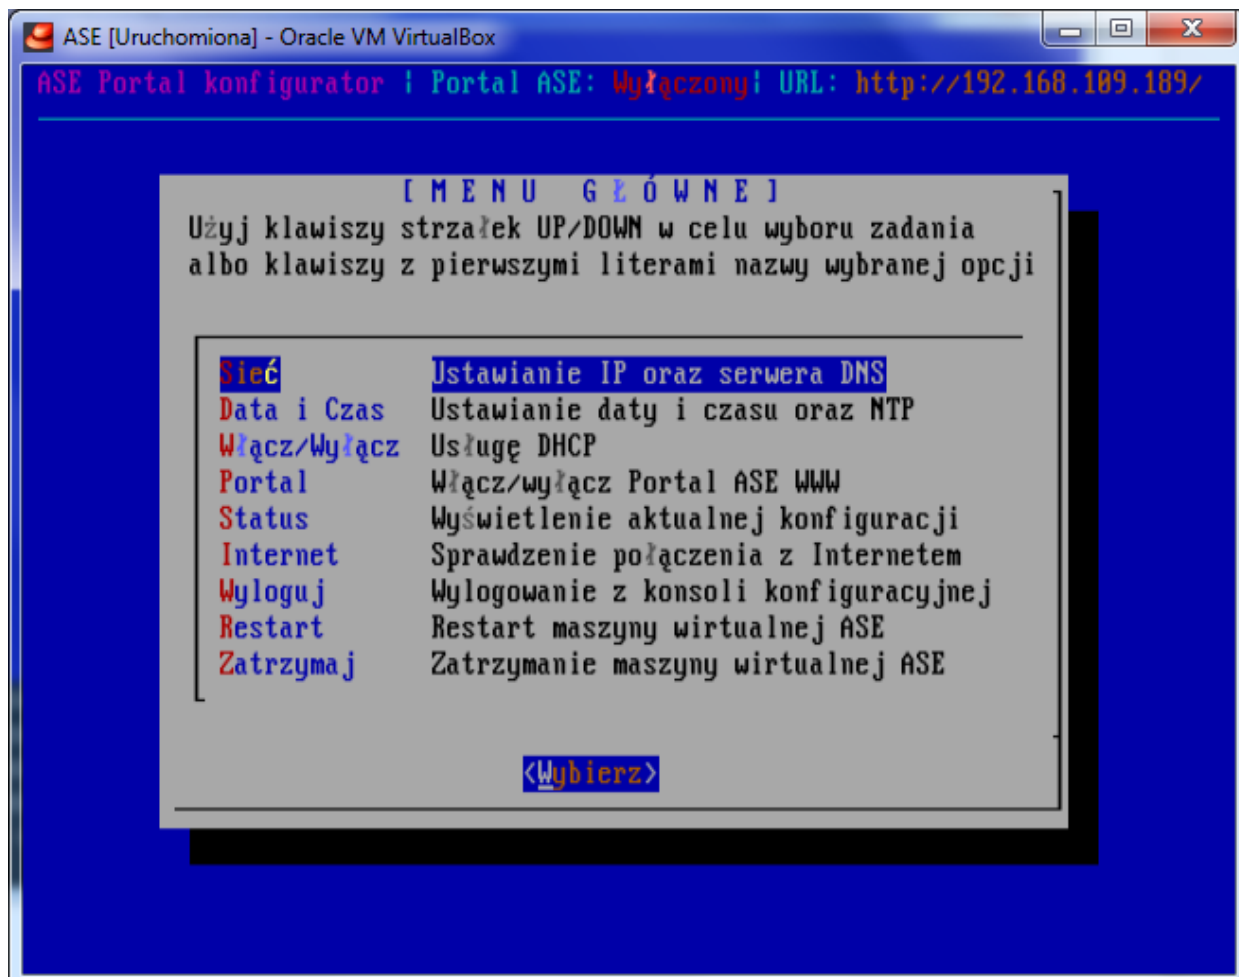 ASE [Uruchomiona] - Oracle VM VirtualBox
ASE Portal konfigurator | Portal ASE: Wyłączony| URL: http://192.168.109.189/
[ M E N U G Ł Ó W N E ]
Użyj klawiszy strzałek UP/DOWN w celu wyboru zadania
albo klawiszy z pierwszymi literami nazwy wybranej opcji
Sieć Ustawianie IP oraz serwera DNS
Data i Czas Ustawianie daty i czasu oraz NTP
Włącz/Wyłącz Usługę DHCP
Portal Włącz/wyłącz Portal ASE WWW
Status Wyświetlenie aktualnej konfiguracji
Internet Sprawdzenie połączenia z Internetem
Wyloguj Wylogowanie z konsoli konfiguracyjnej
Restart Restart maszyny wirtualnej ASE
Zatrzymaj Zatrzymanie maszyny wirtualnej ASE
<Wybierz>